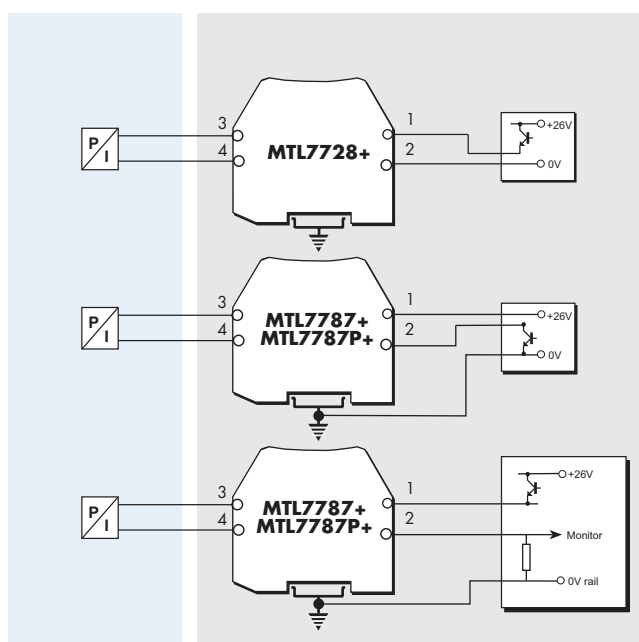 P/I
3
4
MTL7728+
1
2
+26V
0V
P/I
3
4
MTL7787+
MTL7787P+
1
2
+26V
0V
P/I
3
4
MTL7787+
MTL7787P+
1
2
+26V
Monitor
0V rail